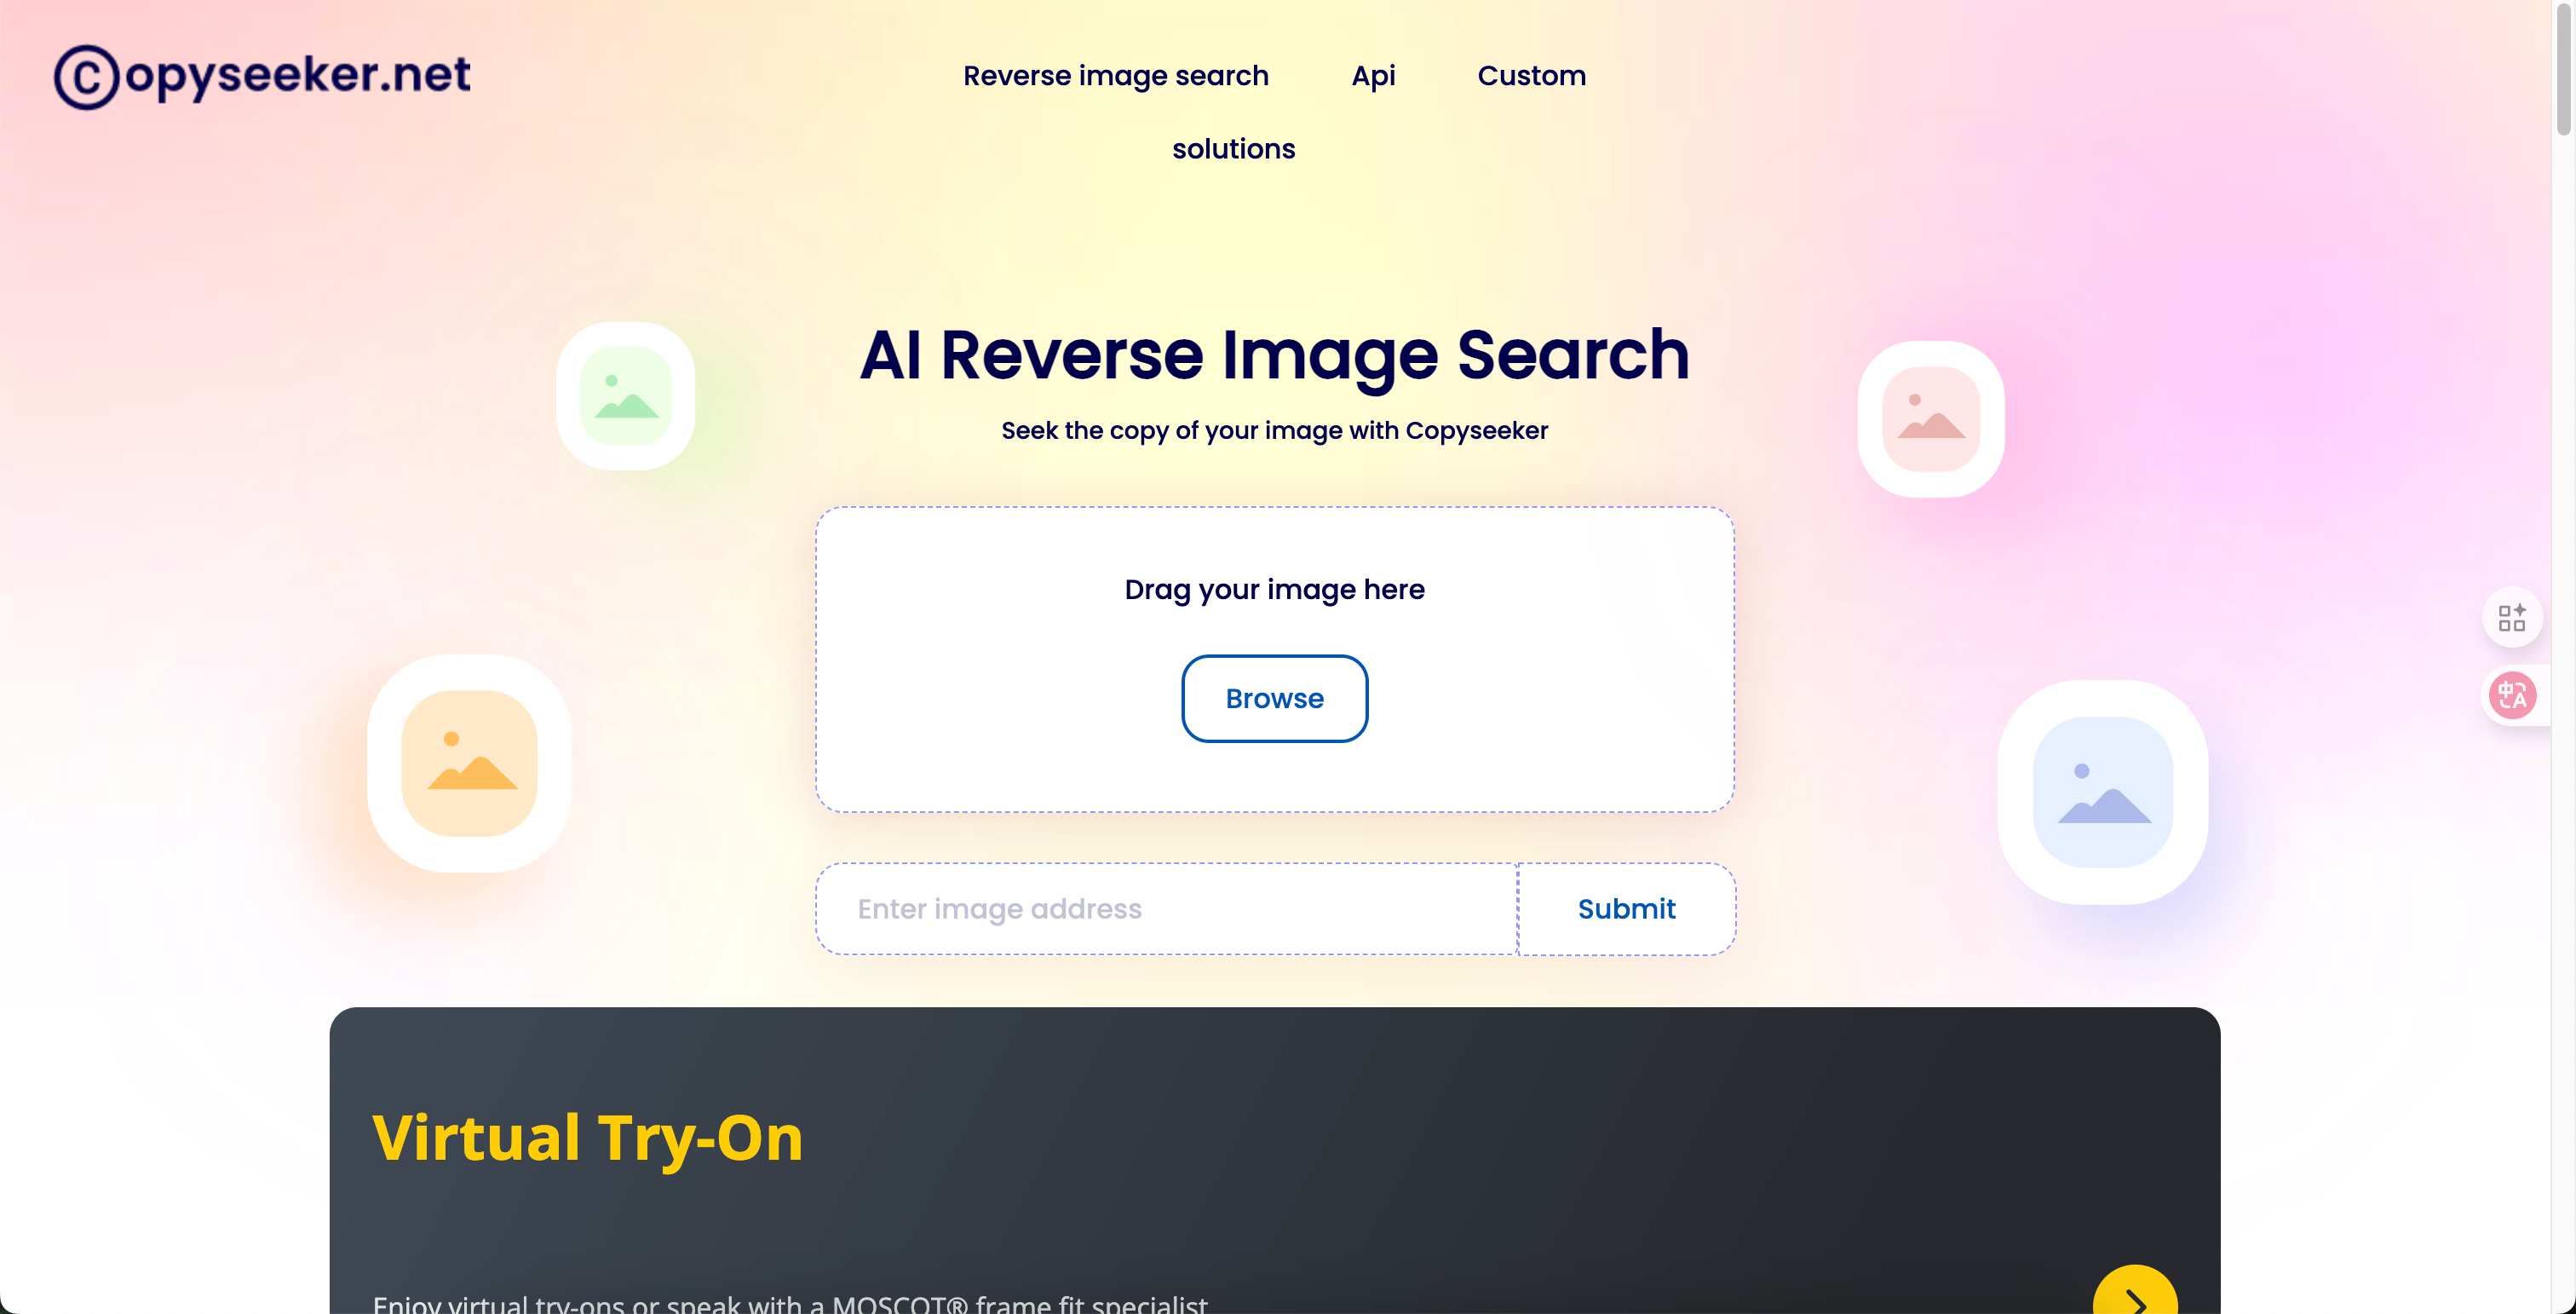 ©opyseeker.net
Reverse image search Api Custom
solutions
AI Reverse Image Search
Seek the copy of your image with Copyseeker
Drag your image here
Browse
Enter image address Submit
中A
Virtual Try-On
Enjoy virtual try-ons or speak with a MOSCOT® frame fit specialist